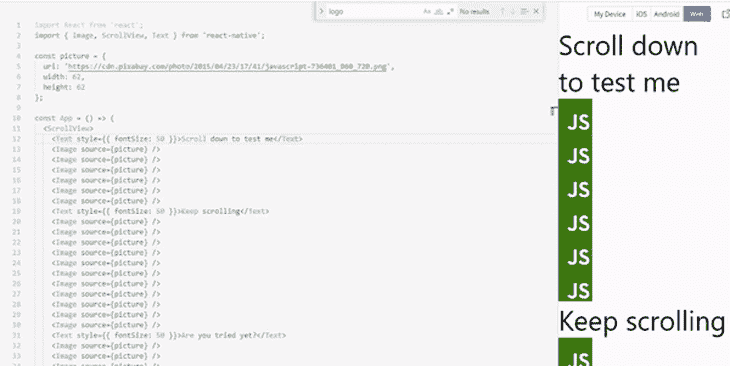 logo
Aa
No results
My Device
iOS
Android
Web
1 import React from 'react';
2 import { Image, ScrollView, Text } from 'react-native';
3
4 const picture = {
5 uri: 'https://cdn.pixabay.com/photo/2015/04/23/17/41/javascript-736401_960_720.png',
6 width: 62,
7 height: 62
8 };
9
10 const App = () => (
11 <ScrollView>
12 <Text style={{ fontSize: 50 }}>Scroll down to test me</Text>
13 <Image source={picture} />
14 <Image source={picture} />
15 <Image source={picture} />
16 <Image source={picture} />
17 <Image source={picture} />
18 <Image source={picture} />
19 <Text style={{ fontSize: 50 }}>Keep scrolling</Text>
20 <Image source={picture} />
21 <Image source={picture} />
22 <Image source={picture} />
23 <Image source={picture} />
24 <Image source={picture} />
25 <Image source={picture} />
26 <Image source={picture} />
27 <Image source={picture} />
28 <Image source={picture} />
29 <Image source={picture} />
30 <Image source={picture} />
31 <Text style={{ fontSize: 50 }}>Are you tried yet?</Text>
32 <Image source={picture} />
33 <Image source={picture} />
Scroll down
to test me
JS
JS
JS
JS
JS
JS
Keep scrolling
JS